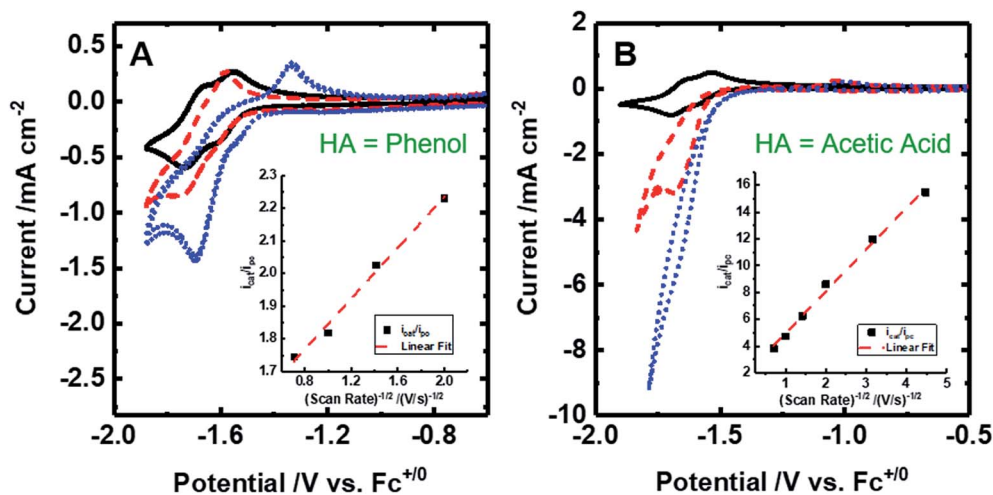 A
0.5
0.0
-0.5
-1.0
-1.5
-2.0
-2.5
-2.0
-1.6
-1.2
-0.8
Current /mA cm-2
Potential /V vs. Fc+/0
HA = Phenol
2.3
2.2
2.1
2.0
1.9
1.8
1.7
0.8
1.2
1.6
2.0
icat/ipo
(Scan Rate)-1/2 /(V/s)-1/2
icat/ipo
Linear Fit
B
2
0
-2
-4
-6
-8
-10
-2.0
-1.5
-1.0
-0.5
Current /mA cm-2
Potential /V vs. Fc+/0
HA = Acetic Acid
16
14
12
10
8
6
4
2
1
2
3
4
5
icat/ipc
(Scan Rate)-1/2 /(V/s)-1/2
icat/ipc
Linear Fit